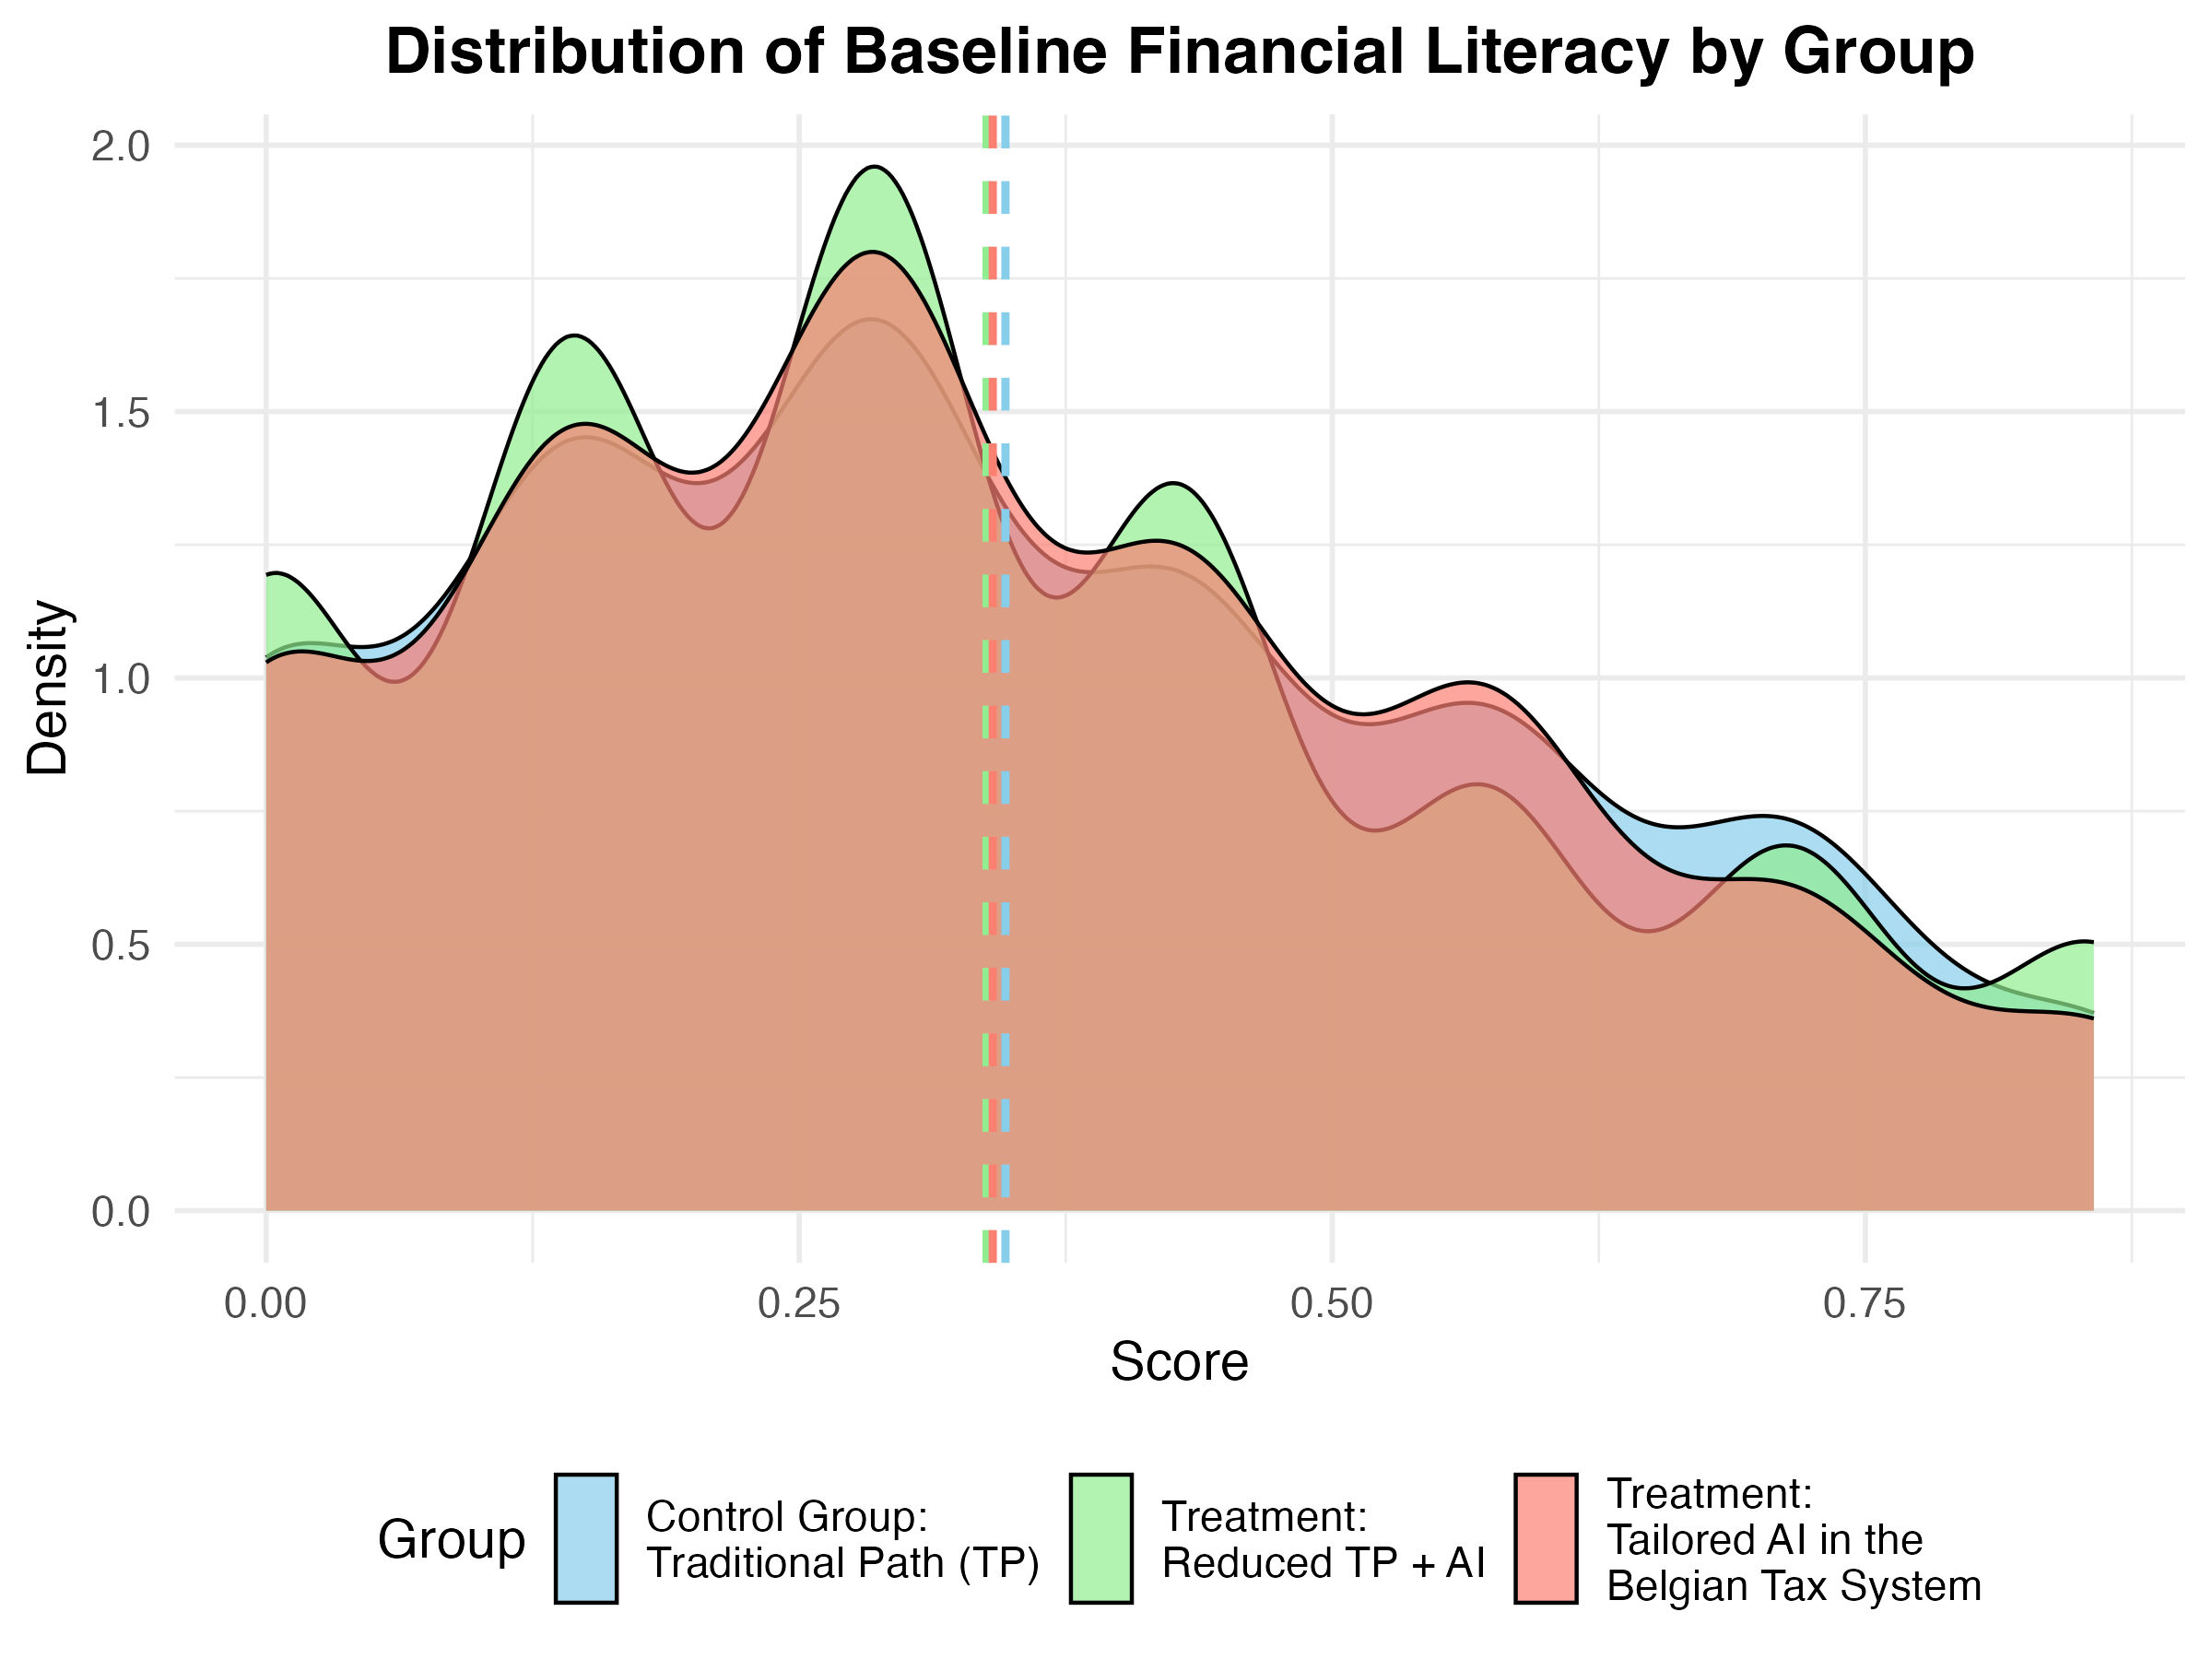 Distribution of Baseline Financial Literacy by Group
2.0
1.5
1.0
0.5
0.0
Density
0.00
0.25
0.50
0.75
Score
Group
Control Group:
Traditional Path (TP)
Treatment:
Reduced TP + AI
Treatment:
Tailored AI in the
Belgian Tax System